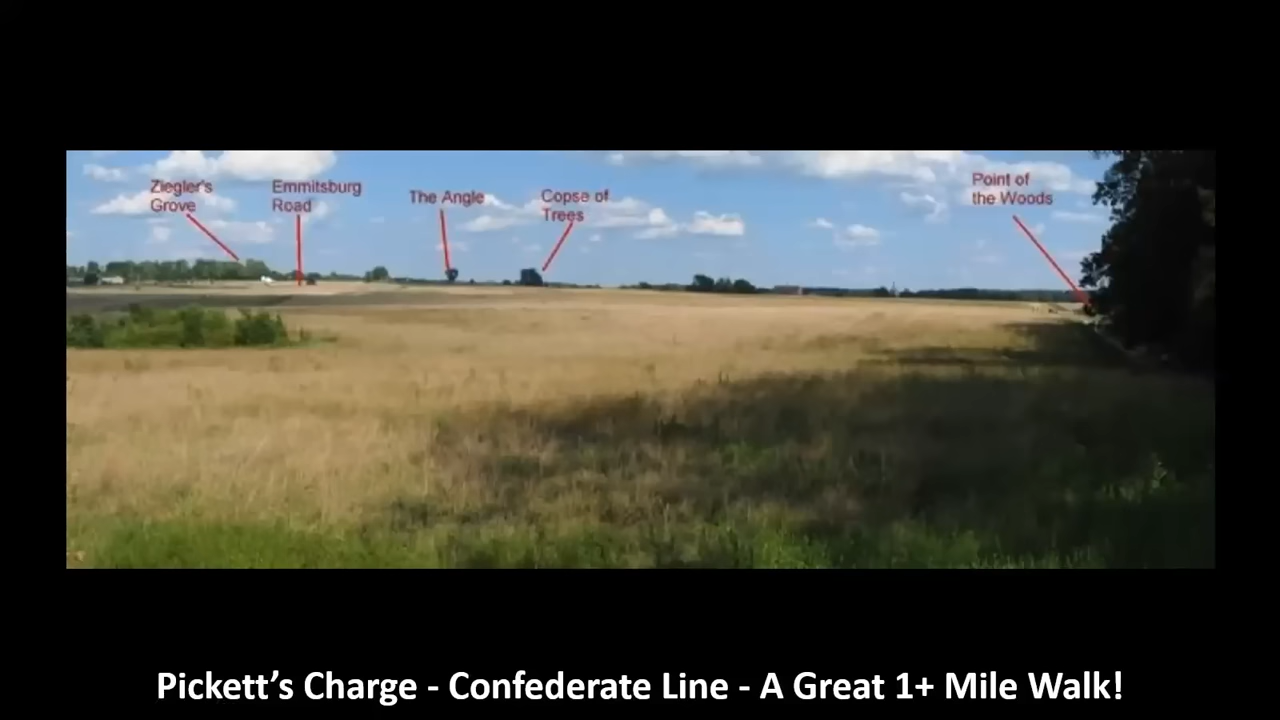 Ziegler's
Grove
Emmitsburg
Road
The Angle
Copse of
Trees
Point of
the Woods
Pickett's Charge - Confederate Line - A Great 1+ Mile Walk!